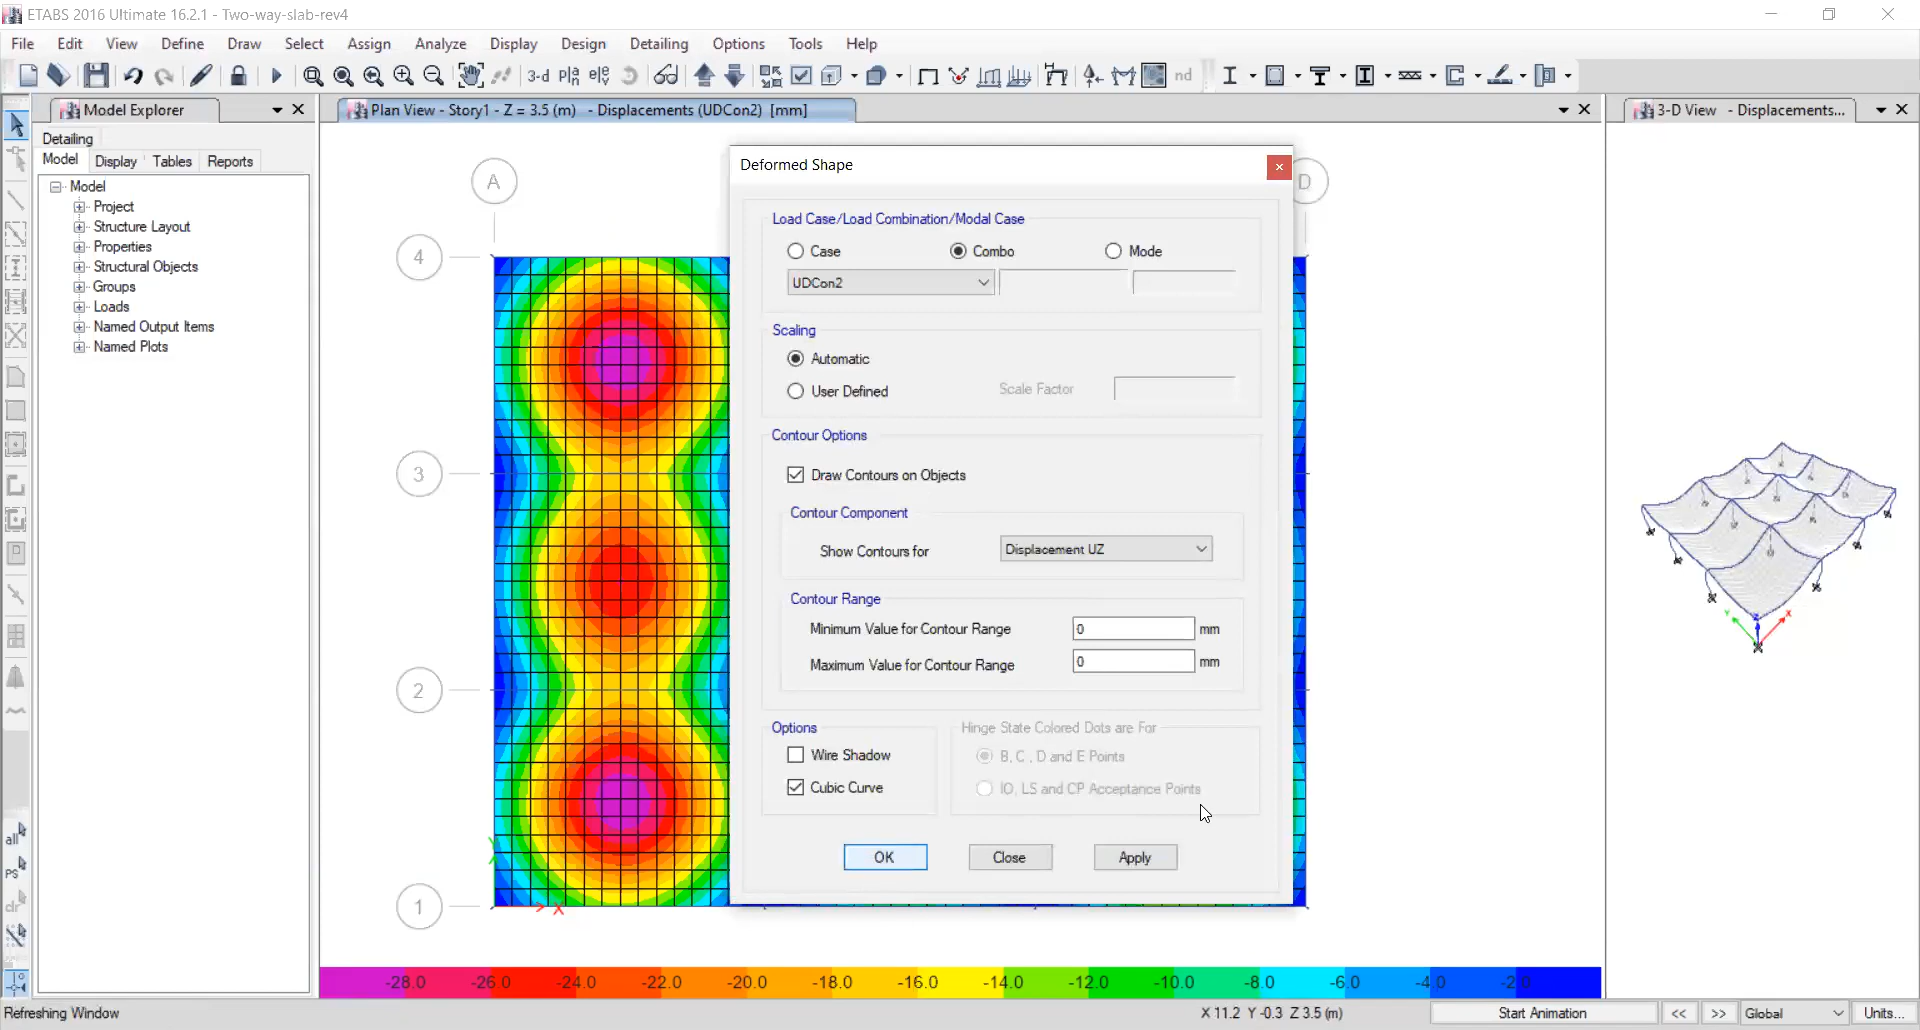 ETABS 2016 Ultimate 16.2.1 - Two-way-slab-rev4
File Edit View Define Draw Select Assign Analyze Display Design Detailing Options Tools Help
3-d nd
Model Explorer
Plan View - Story1 - Z = 3.5 (m) - Displacements (UDCon2) [mm]
3-D View - Displacements...
Detailing
Model Display Tables Reports
Model
Project
Structure Layout
Properties
Structural Objects
Groups
Loads
Named Output Items
Named Plots
A
D
4
3
2
1
X
Deformed Shape
Load Case/Load Combination/Modal Case
Case Combo Mode
UDCon2
Scaling
Automatic
User Defined Scale Factor
Contour Options
Draw Contours on Objects
Contour Component
Show Contours for Displacement UZ
Contour Range
Minimum Value for Contour Range 0 mm
Maximum Value for Contour Range 0 mm
Options
Wire Shadow
Cubic Curve
Hinge State Colored Dots are For
B, C , D and E Points
IO, LS and CP Acceptance Points
OK Close Apply
all
PS
dr
-28.0 -26.0 -24.0 -22.0 -20.0 -18.0 -16.0 -14.0 -12.0 -10.0 -8.0 -6.0 -4.0 -2.0
Refreshing Window
X 11.2 Y -0.3 Z 3.5 (m)
Start Animation << >> Global Units...